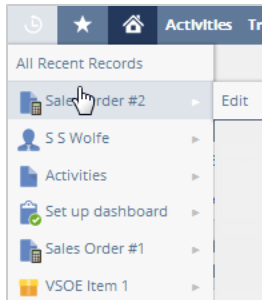 Activities Tr
All Recent Records
Sales Order #2
Edit
S S Wolfe
Activities
Set up dashboard
Sales Order #1
VSOE Item 1